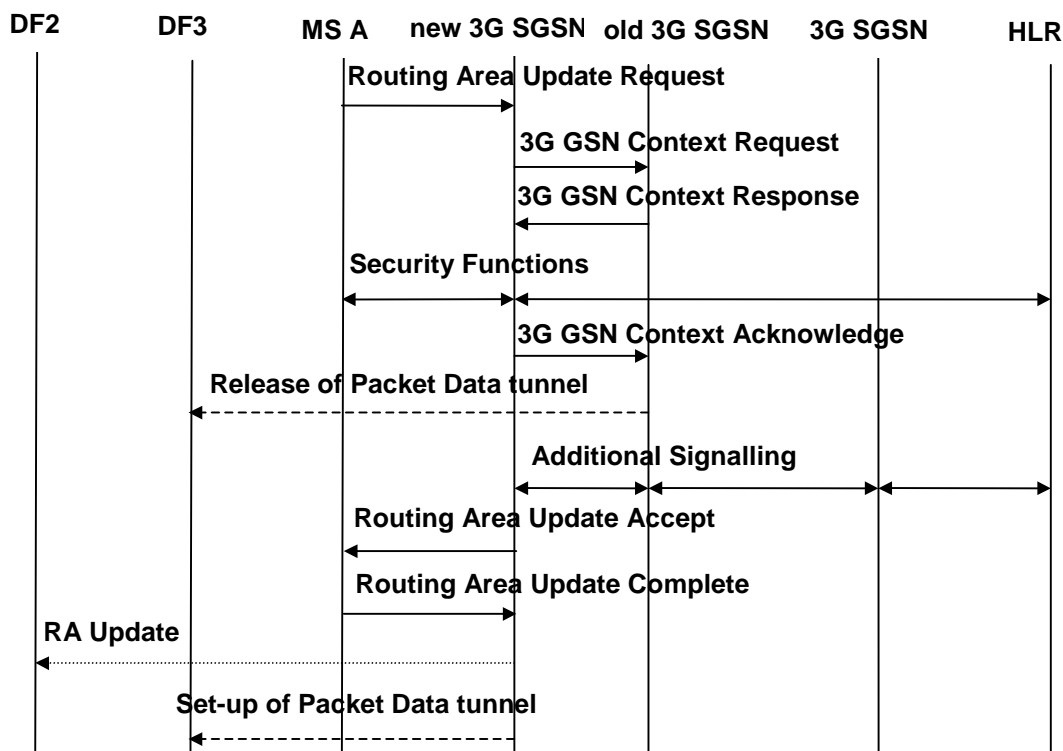 DF2 DF3 MS A new 3G SGSN old 3G SGSN 3G SGSN HLR
Routing Area Update Request
3G GSN Context Request
3G GSN Context Response
Security Functions
3G GSN Context Acknowledge
Release of Packet Data tunnel
Additional Signalling
Routing Area Update Accept
Routing Area Update Complete
RA Update
Set-up of Packet Data tunnel